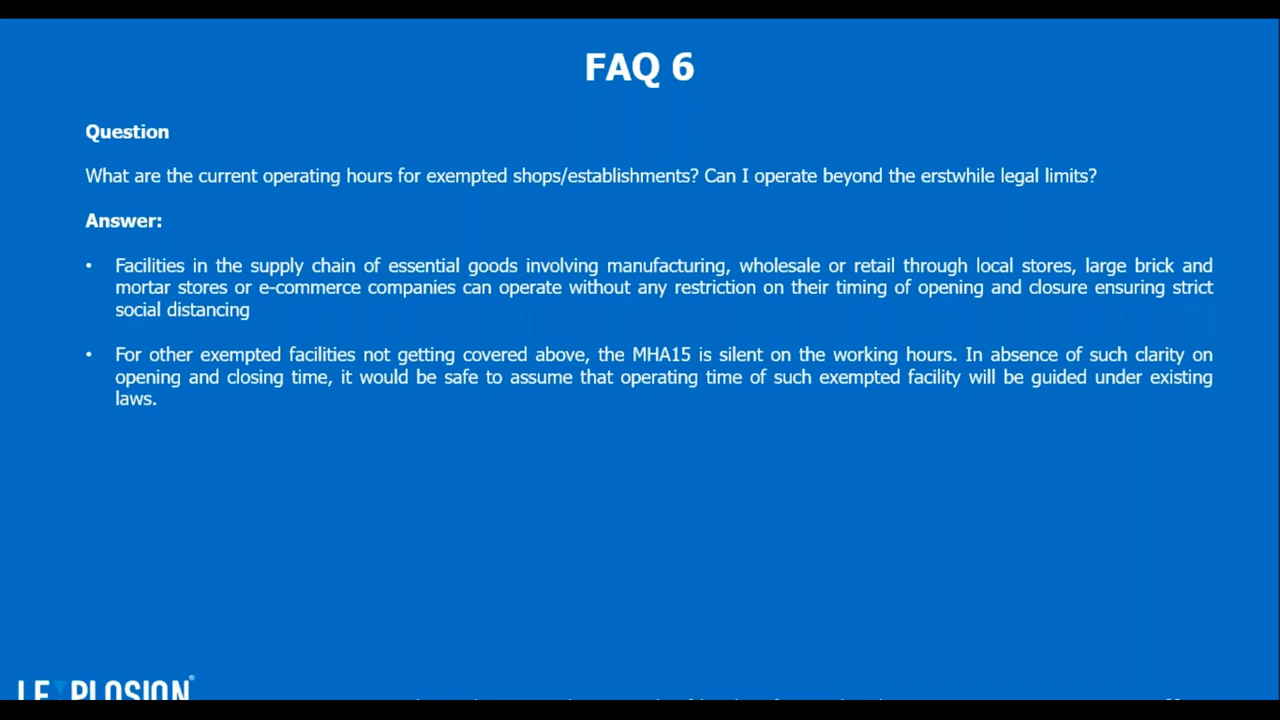 FAQ 6
Question
What are the current operating hours for exempted shops/establishments? Can I operate beyond the erstwhile legal limits?
Answer:
• Facilities in the supply chain of essential goods involving manufacturing, wholesale or retail through local stores, large brick and
mortar stores or e-commerce companies can operate without any restriction on their timing of opening and closure ensuring strict
social distancing
• For other exempted facilities not getting covered above, the MHA15 is silent on the working hours. In absence of such clarity on
opening and closing time, it would be safe to assume that operating time of such exempted facility will be guided under existing
laws.
LEXPLOSION